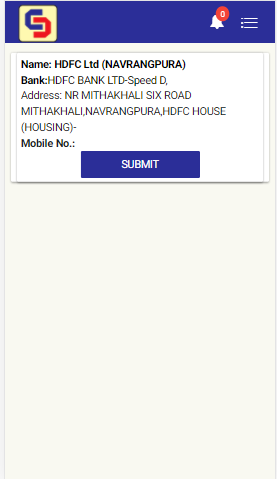 0
Name: HDFC Ltd (NAVRANGPURA)
Bank:HDFC BANK LTD-Speed D,
Address: NR MITHAKHALI SIX ROAD
MITHAKHALI,NAVRANGPURA,HDFC HOUSE
(HOUSING)-
Mobile No.:
SUBMIT